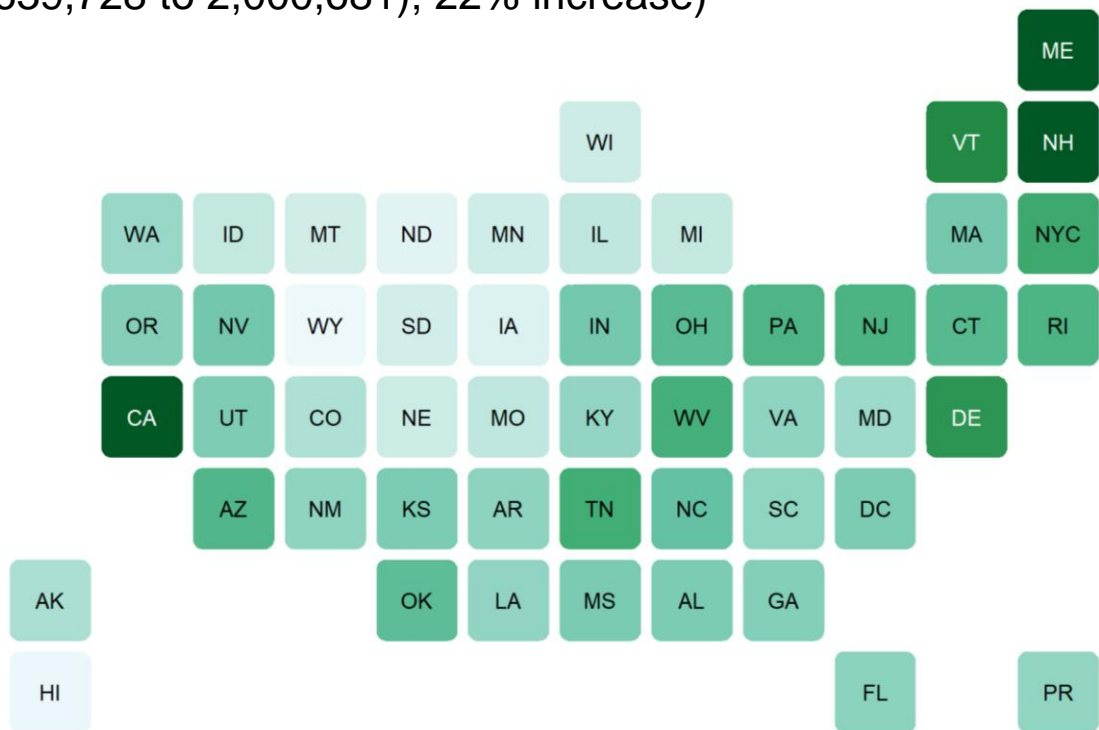 22% increase)
ME
WI VT NH
WA ID MT ND MN IL MI MA NYC
OR NV WY SD IA IN OH PA NJ CT RI
CA UT CO NE MO KY WV VA MD DE
AZ NM KS AR TN NC SC DC
AK OK LA MS AL GA
HI FL PR